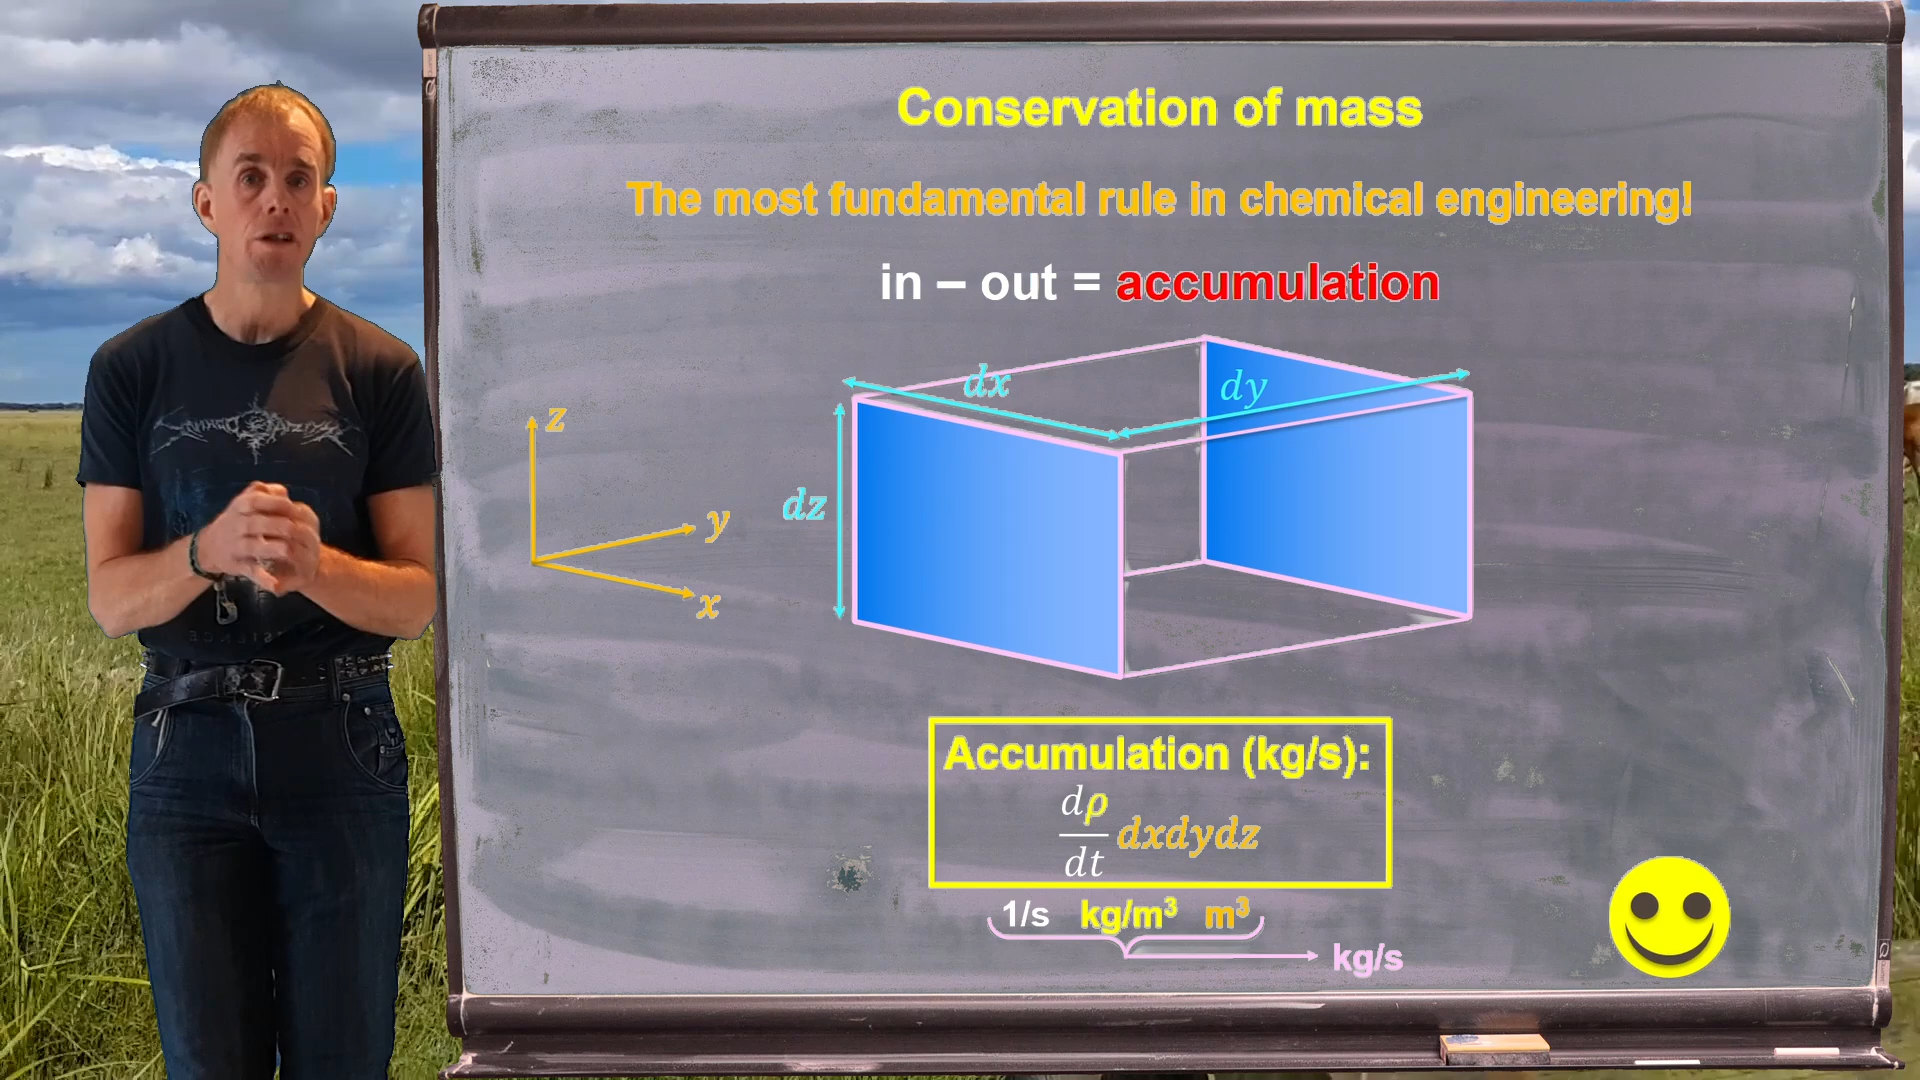 Conservation of mass
The most fundamental rule in chemical engineering!
in – out = accumulation
dx
dy
z
dz
y
x
Accumulation (kg/s):
dρ/dt dxdydz
1/s kg/m³ m³
kg/s